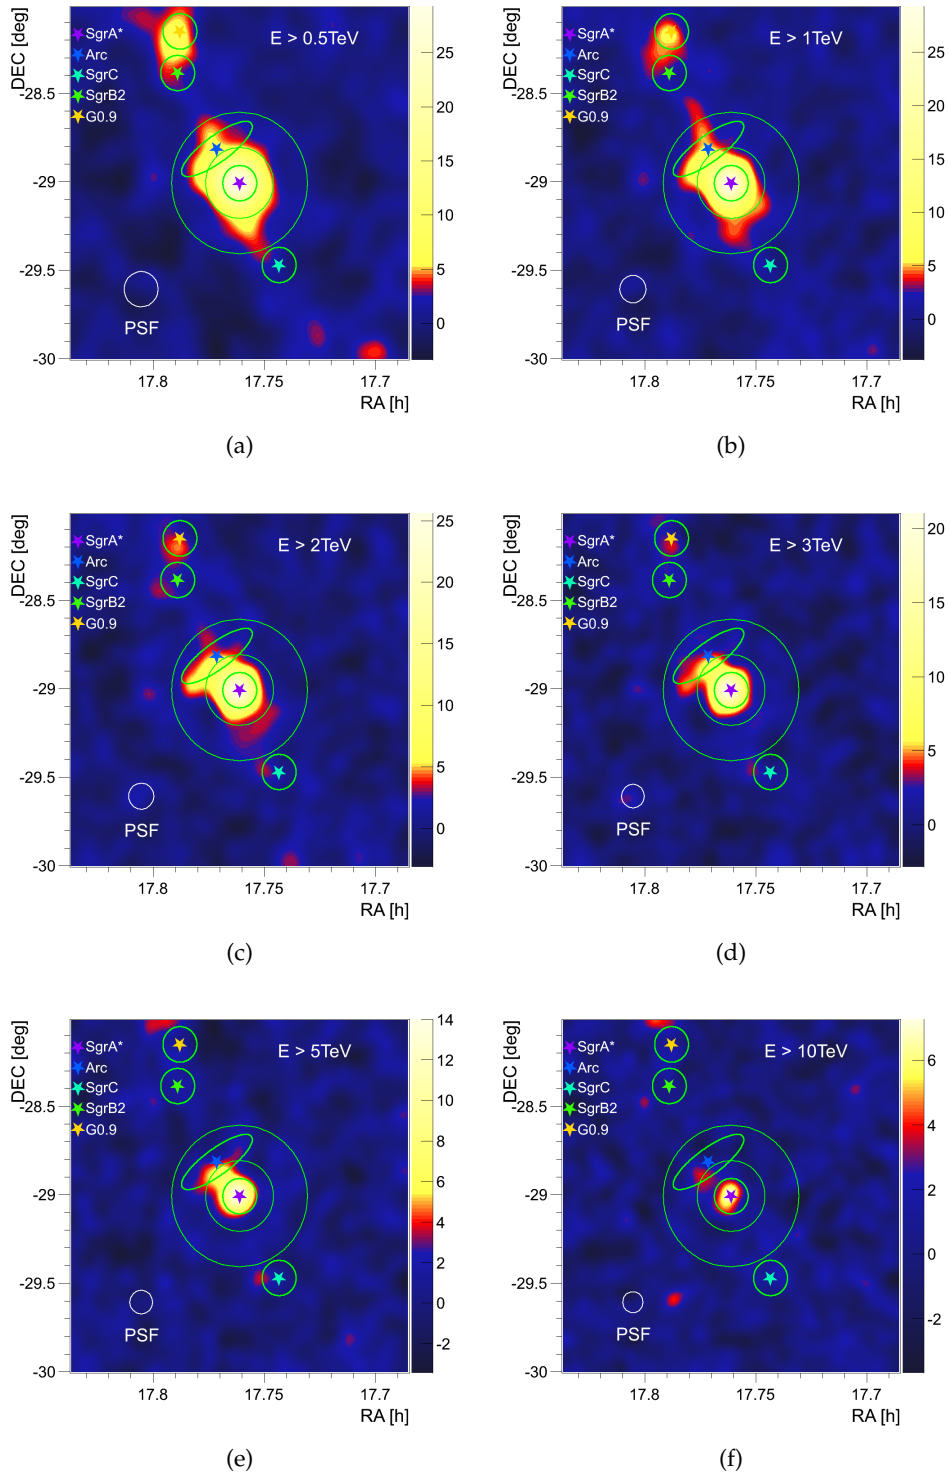 DEC [deg]
SgrA*
Arc
SgrC
SgrB2
G0.9
E > 0.5TeV
-28.5
-29
-29.5
-30
PSF
17.8
17.75
17.7
RA [h]
25
20
15
10
5
0
(a)
DEC [deg]
SgrA*
Arc
SgrC
SgrB2
G0.9
E > 1TeV
-28.5
-29
-29.5
-30
PSF
17.8
17.75
17.7
RA [h]
25
20
15
10
5
0
(b)
DEC [deg]
SgrA*
Arc
SgrC
SgrB2
G0.9
E > 2TeV
-28.5
-29
-29.5
-30
PSF
17.8
17.75
17.7
RA [h]
25
20
15
10
5
0
(c)
DEC [deg]
SgrA*
Arc
SgrC
SgrB2
G0.9
E > 3TeV
-28.5
-29
-29.5
-30
PSF
17.8
17.75
17.7
RA [h]
20
15
10
5
0
(d)
DEC [deg]
SgrA*
Arc
SgrC
SgrB2
G0.9
E > 5TeV
-28.5
-29
-29.5
-30
PSF
17.8
17.75
17.7
RA [h]
14
12
10
8
6
4
2
0
-2
(e)
DEC [deg]
SgrA*
Arc
SgrC
SgrB2
G0.9
E > 10TeV
-28.5
-29
-29.5
-30
PSF
17.8
17.75
17.7
RA [h]
6
4
2
0
-2
(f)